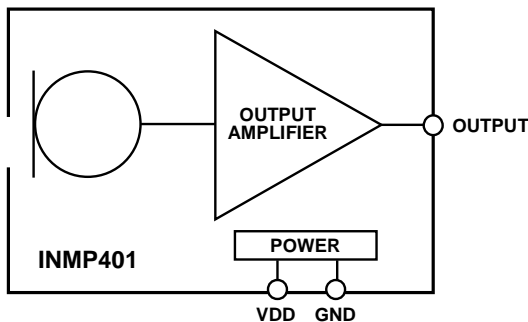 OUTPUT
AMPLIFIER
OUTPUT
POWER
INMP401
VDD GND